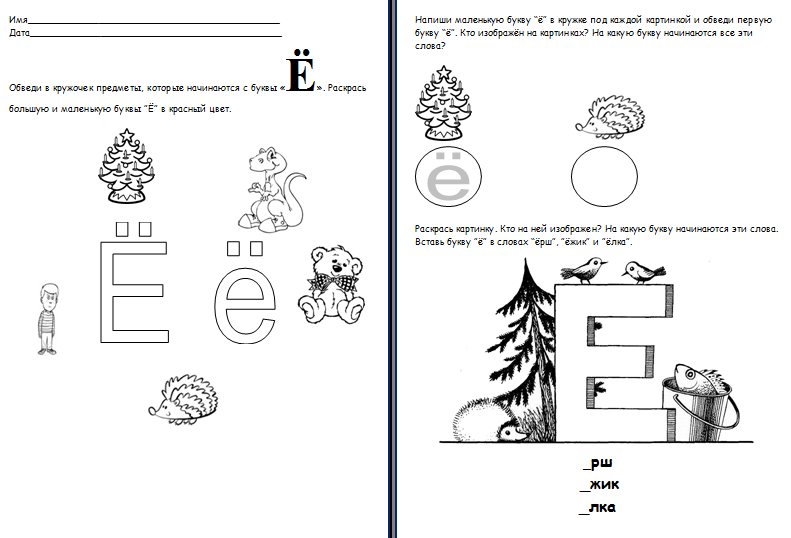 Имя____________________________________________
Дата____________________________________________
Обведи в кружочек предметы, которые начинаются с буквы «Ё». Раскрась
большую и маленькую буквы "Ё" в красный цвет.
Ё ё
Напиши маленькую букву "ё" в кружке под каждой картинкой и обведи первую
букву "ё". Кто изображён на картинках? На какую букву начинаются все эти
слова?
ё
Раскрась картинку. Кто на ней изображен? На какую букву начинаются эти слова.
Вставь букву "ё" в словах "ёрш", "ёжик" и "ёлка".
Ё
_рш
_жик
_лка